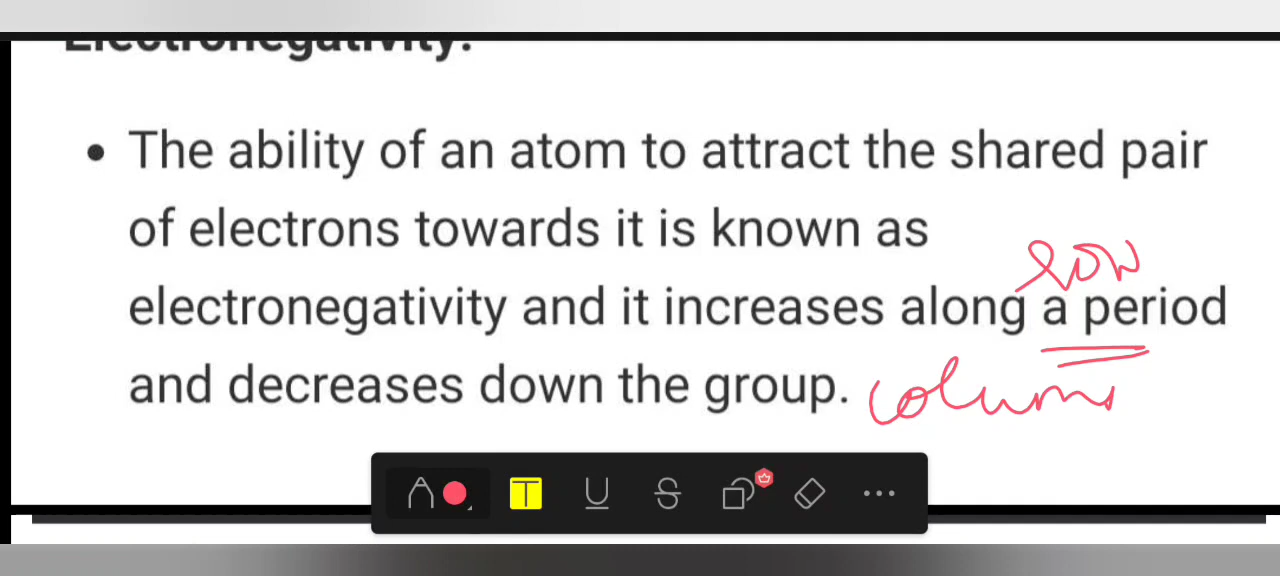 Electronegativity:
• The ability of an atom to attract the shared pair
of electrons towards it is known as
row
electronegativity and it increases along a period
and decreases down the group. column